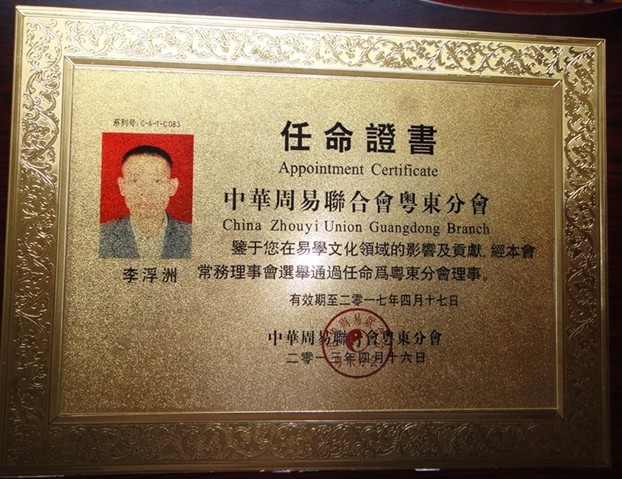 系列号:C-A-1-C083
任命證書
Appointment Certificate
中華周易聯合會粵東分會
China Zhouyi Union Guangdong Branch
鑒于您在易學文化領域的影響及貢獻,經本會
常務理事會選舉通過任命爲粵東分會理事。
李浮洲
有效期至二零一七年四月十七日
中華周易聯合會粵東分會
二零一三年四月十六日